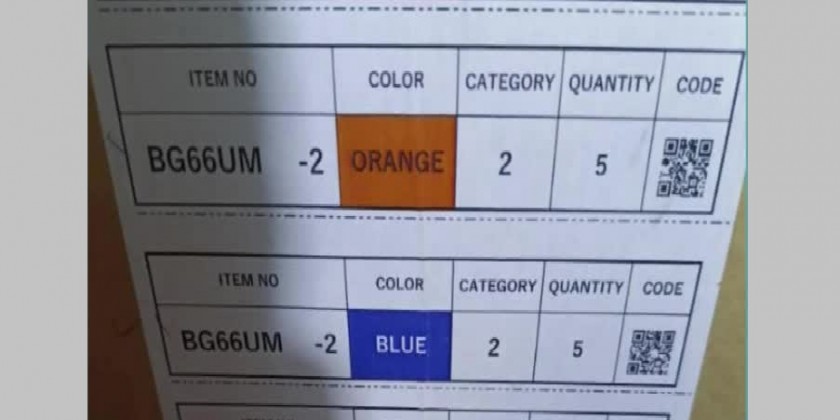 ITEM NO COLOR CATEGORY QUANTITY CODE
BG66UM -2 ORANGE 2 5
ITEM NO COLOR CATEGORY QUANTITY CODE
BG66UM -2 BLUE 2 5